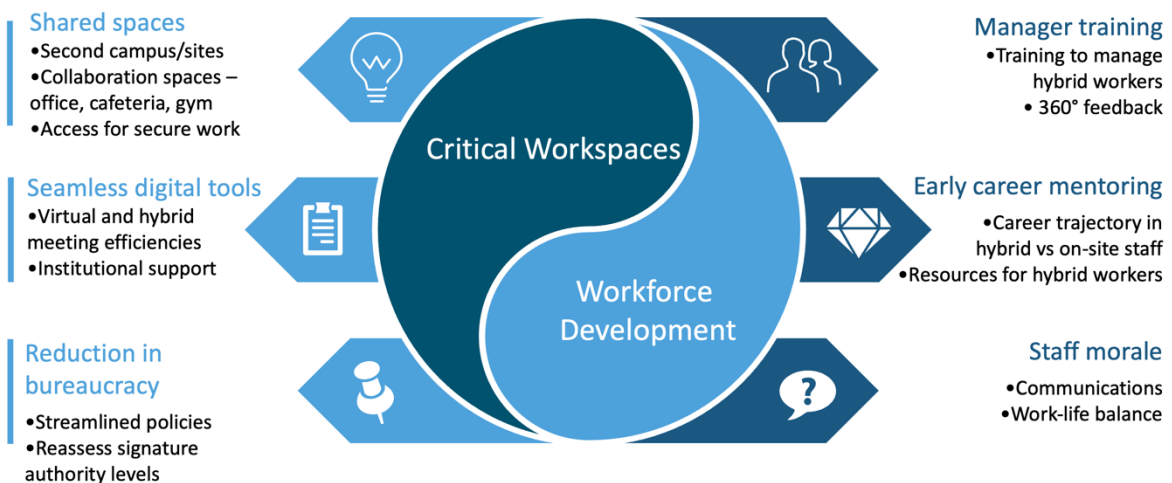 Shared spaces
•Second campus/sites
•Collaboration spaces –
office, cafeteria, gym
•Access for secure work
Seamless digital tools
•Virtual and hybrid
meeting efficiencies
•Institutional support
Reduction in
bureaucracy
•Streamlined policies
•Reassess signature
authority levels
Critical Workspaces
Workforce
Development
Manager training
•Training to manage
hybrid workers
• 360° feedback
Early career mentoring
•Career trajectory in
hybrid vs on-site staff
•Resources for hybrid workers
?
Staff morale
•Communications
•Work-life balance